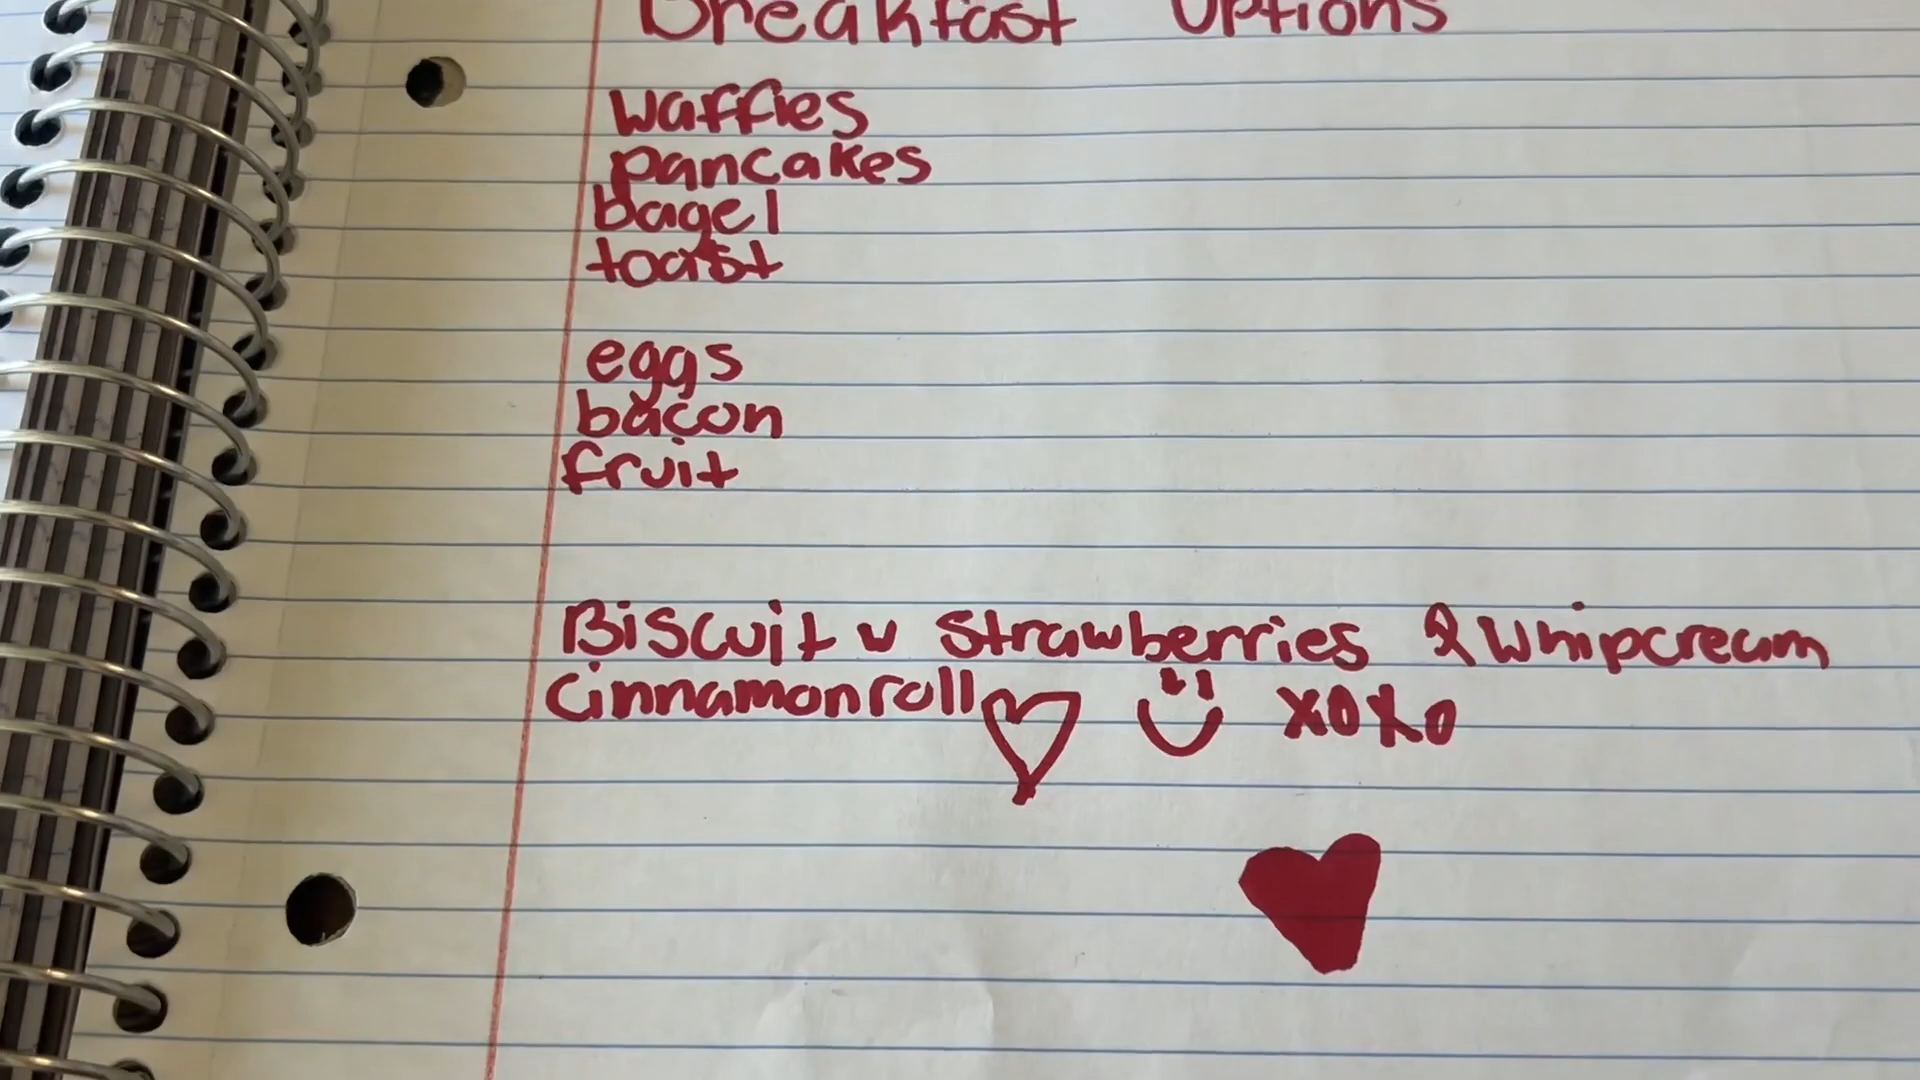 Breakfast Options
waffles
pancakes
bagel
toast
eggs
bacon
fruit
Biscuit w strawberries & whipcream
cinnamonroll xoxo